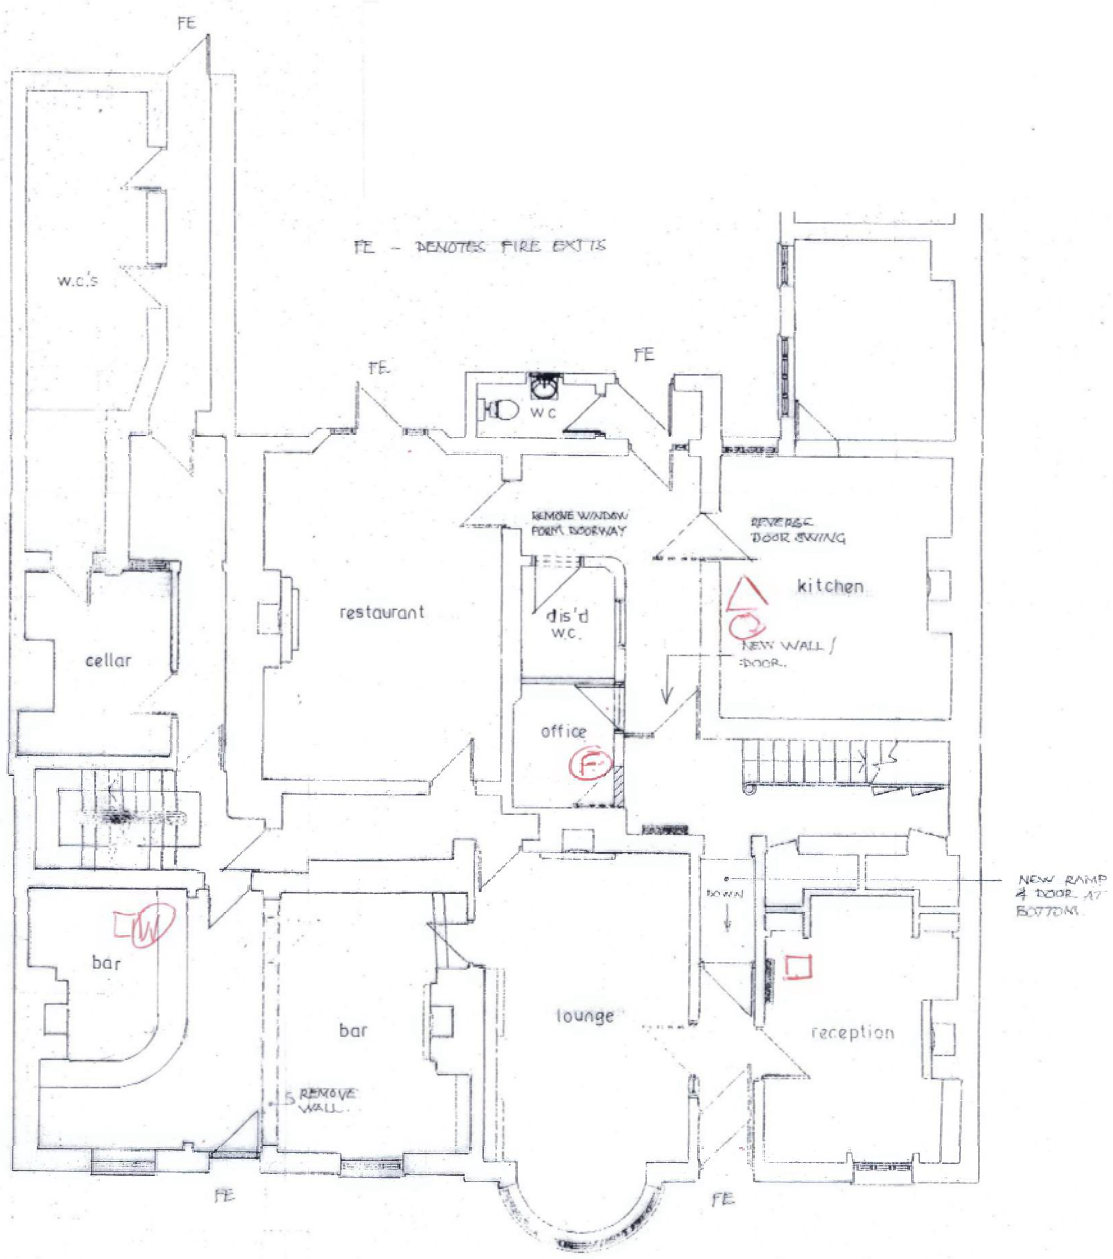 FE
FE - DENOTES FIRE EXITS
w.c.'s
FE
FE
wc
REMOVE WINDOW
FORM DOORWAY
REVERSE
DOOR SWING
kitchen
restaurant
dis'd
w.c.
NEW WALL/
DOOR.
cellar
office
F
DOWN
NEW RAMP
& DOOR AT
BOTTOM.
W
bar
bar
lounge
reception
REMOVE
WALL.
FE
FE